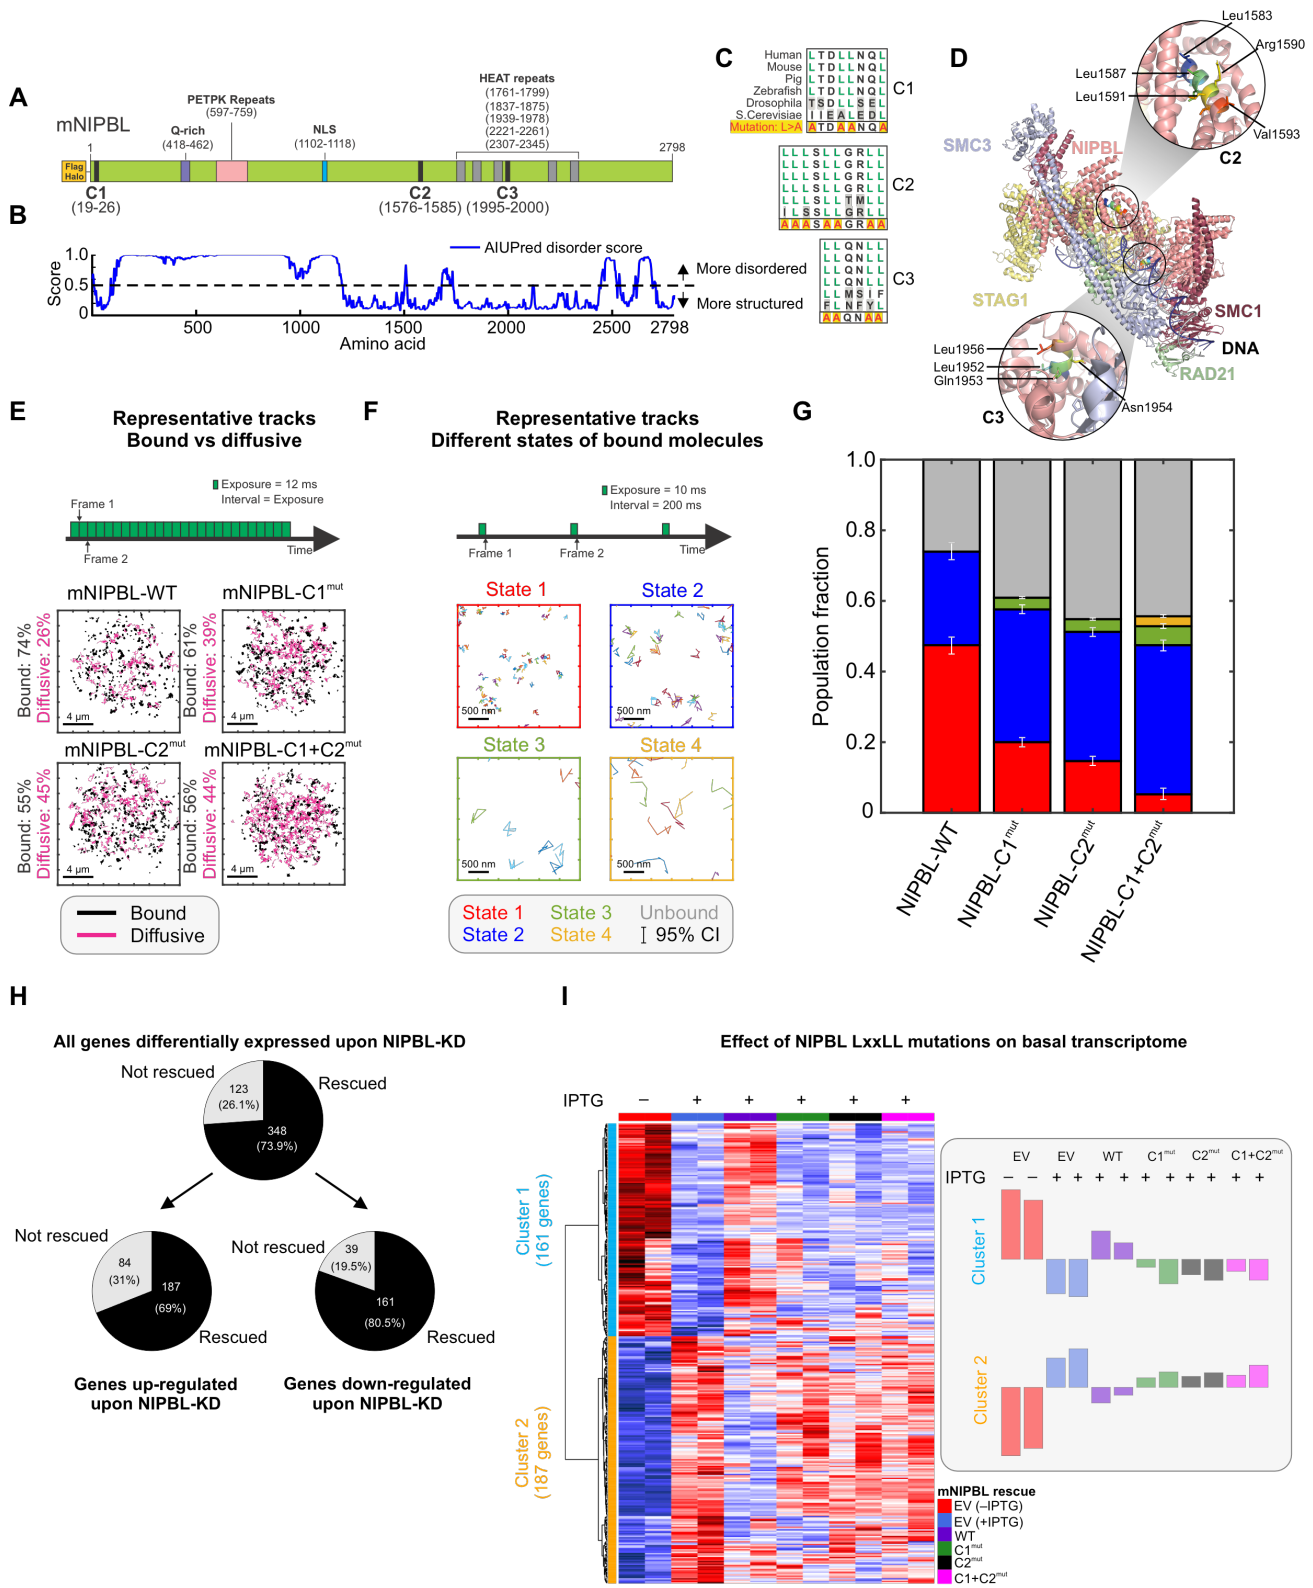 A
mNIPBL
1
Flag
Halo
C1
(19-26)
Q-rich
(418-462)
PETPK Repeats
(597-759)
NLS
(1102-1118)
HEAT repeats
(1761-1799)
(1837-1875)
(1939-1978)
(2221-2261)
(2307-2345)
2798
C2
(1576-1585)
C3
(1995-2000)
B
AIUPred disorder score
Score
1.0
0.5
0
More disordered
More structured
500
1000
1500
2000
2500
2798
Amino acid
C
Human L T D L L N Q L
Mouse L T D L L N Q L
Pig L T D L L N Q L
Zebrafish L T D L L N Q L
Drosophila T S D L L S E L
S.Cerevisiae I I E A L E D L
Mutation: L>A A T D A A N Q A
C1
L L L S L L G R L L
L L L S L L G R L L
L L L S L L G R L L
L L L S L L G R L L
L L L S L L T M L L
I L S S L L G R L L
A A A S A A G R A A
C2
L L Q N L L
L L Q N L L
L L Q N L L
L L Q N L L
L L M S I F
F L N F Y L
A A Q N A A
C3
D
Leu1583
Arg1590
Leu1587
Leu1591
Val1593
C2
SMC3
NIPBL
STAG1
SMC1
DNA
RAD21
Leu1956
Leu1952
Gln1953
Asn1954
C3
E
Representative tracks
Bound vs diffusive
Exposure = 12 ms
Interval = Exposure
Frame 1
Frame 2
Time
mNIPBL-WT
Bound: 71%
Diffusive: 26%
4 µm
mNIPBL-C1mut
Bound: 61%
Diffusive: 39%
4 µm
mNIPBL-C2mut
Bound: 55%
Diffusive: 45%
4 µm
mNIPBL-C1+C2mut
Bound: 56%
Diffusive: 44%
4 µm
Bound
Diffusive
F
Representative tracks
Different states of bound molecules
Exposure = 10 ms
Interval = 200 ms
Frame 1
Frame 2
Time
State 1
500 nm
State 2
500 nm
State 3
500 nm
State 4
500 nm
State 1 State 3 Unbound
State 2 State 4 95% CI
G
Population fraction
1.0
0.8
0.6
0.4
0.2
0
NIPBL-WT
NIPBL-C1mut
NIPBL-C2mut
NIPBL-C1+C2mut
H
All genes differentially expressed upon NIPBL-KD
Not rescued
123
(26.1%)
Rescued
348
(73.9%)
Not rescued
84
(31%)
187
(69%)
Rescued
Genes up-regulated
upon NIPBL-KD
Not rescued
39
(19.5%)
161
(80.5%)
Rescued
Genes down-regulated
upon NIPBL-KD
I
Effect of NIPBL LxxLL mutations on basal transcriptome
IPTG – + + + + +
Cluster 1
(161 genes)
Cluster 2
(187 genes)
EV EV WT C1mut C2mut C1+C2mut
IPTG – – + + + + + + + + + +
Cluster 1
Cluster 2
mNIPBL rescue
EV (–IPTG)
EV (+IPTG)
WT
C1mut
C2mut
C1+C2mut